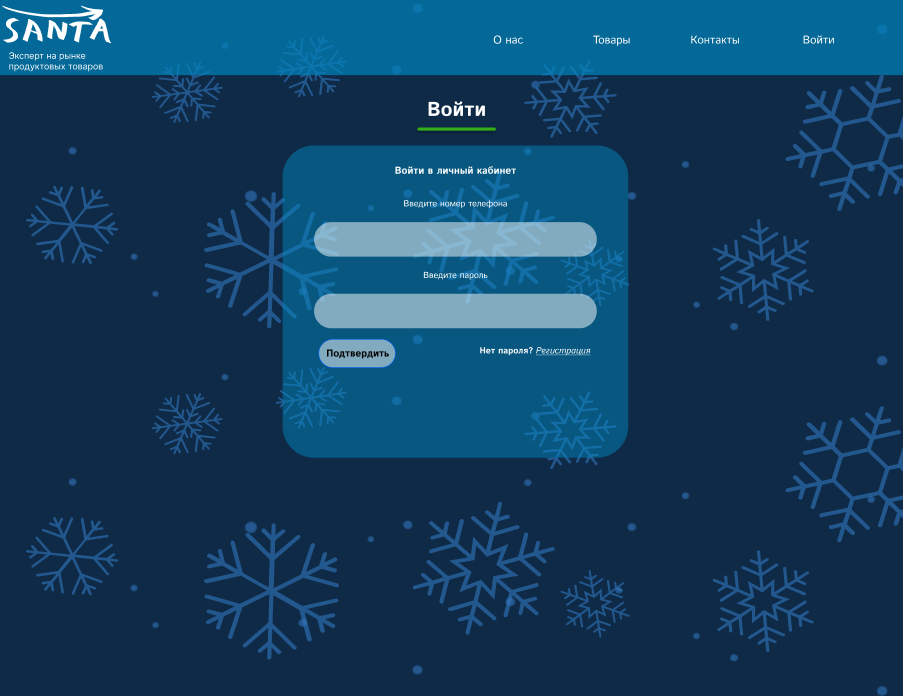 SANTA
Эксперт на рынке
продуктовых товаров
О нас Товары Контакты Войти
Войти
Войти в личный кабинет
Введите номер телефона
Введите пароль
Подтвердить Нет пароля? Регистрация